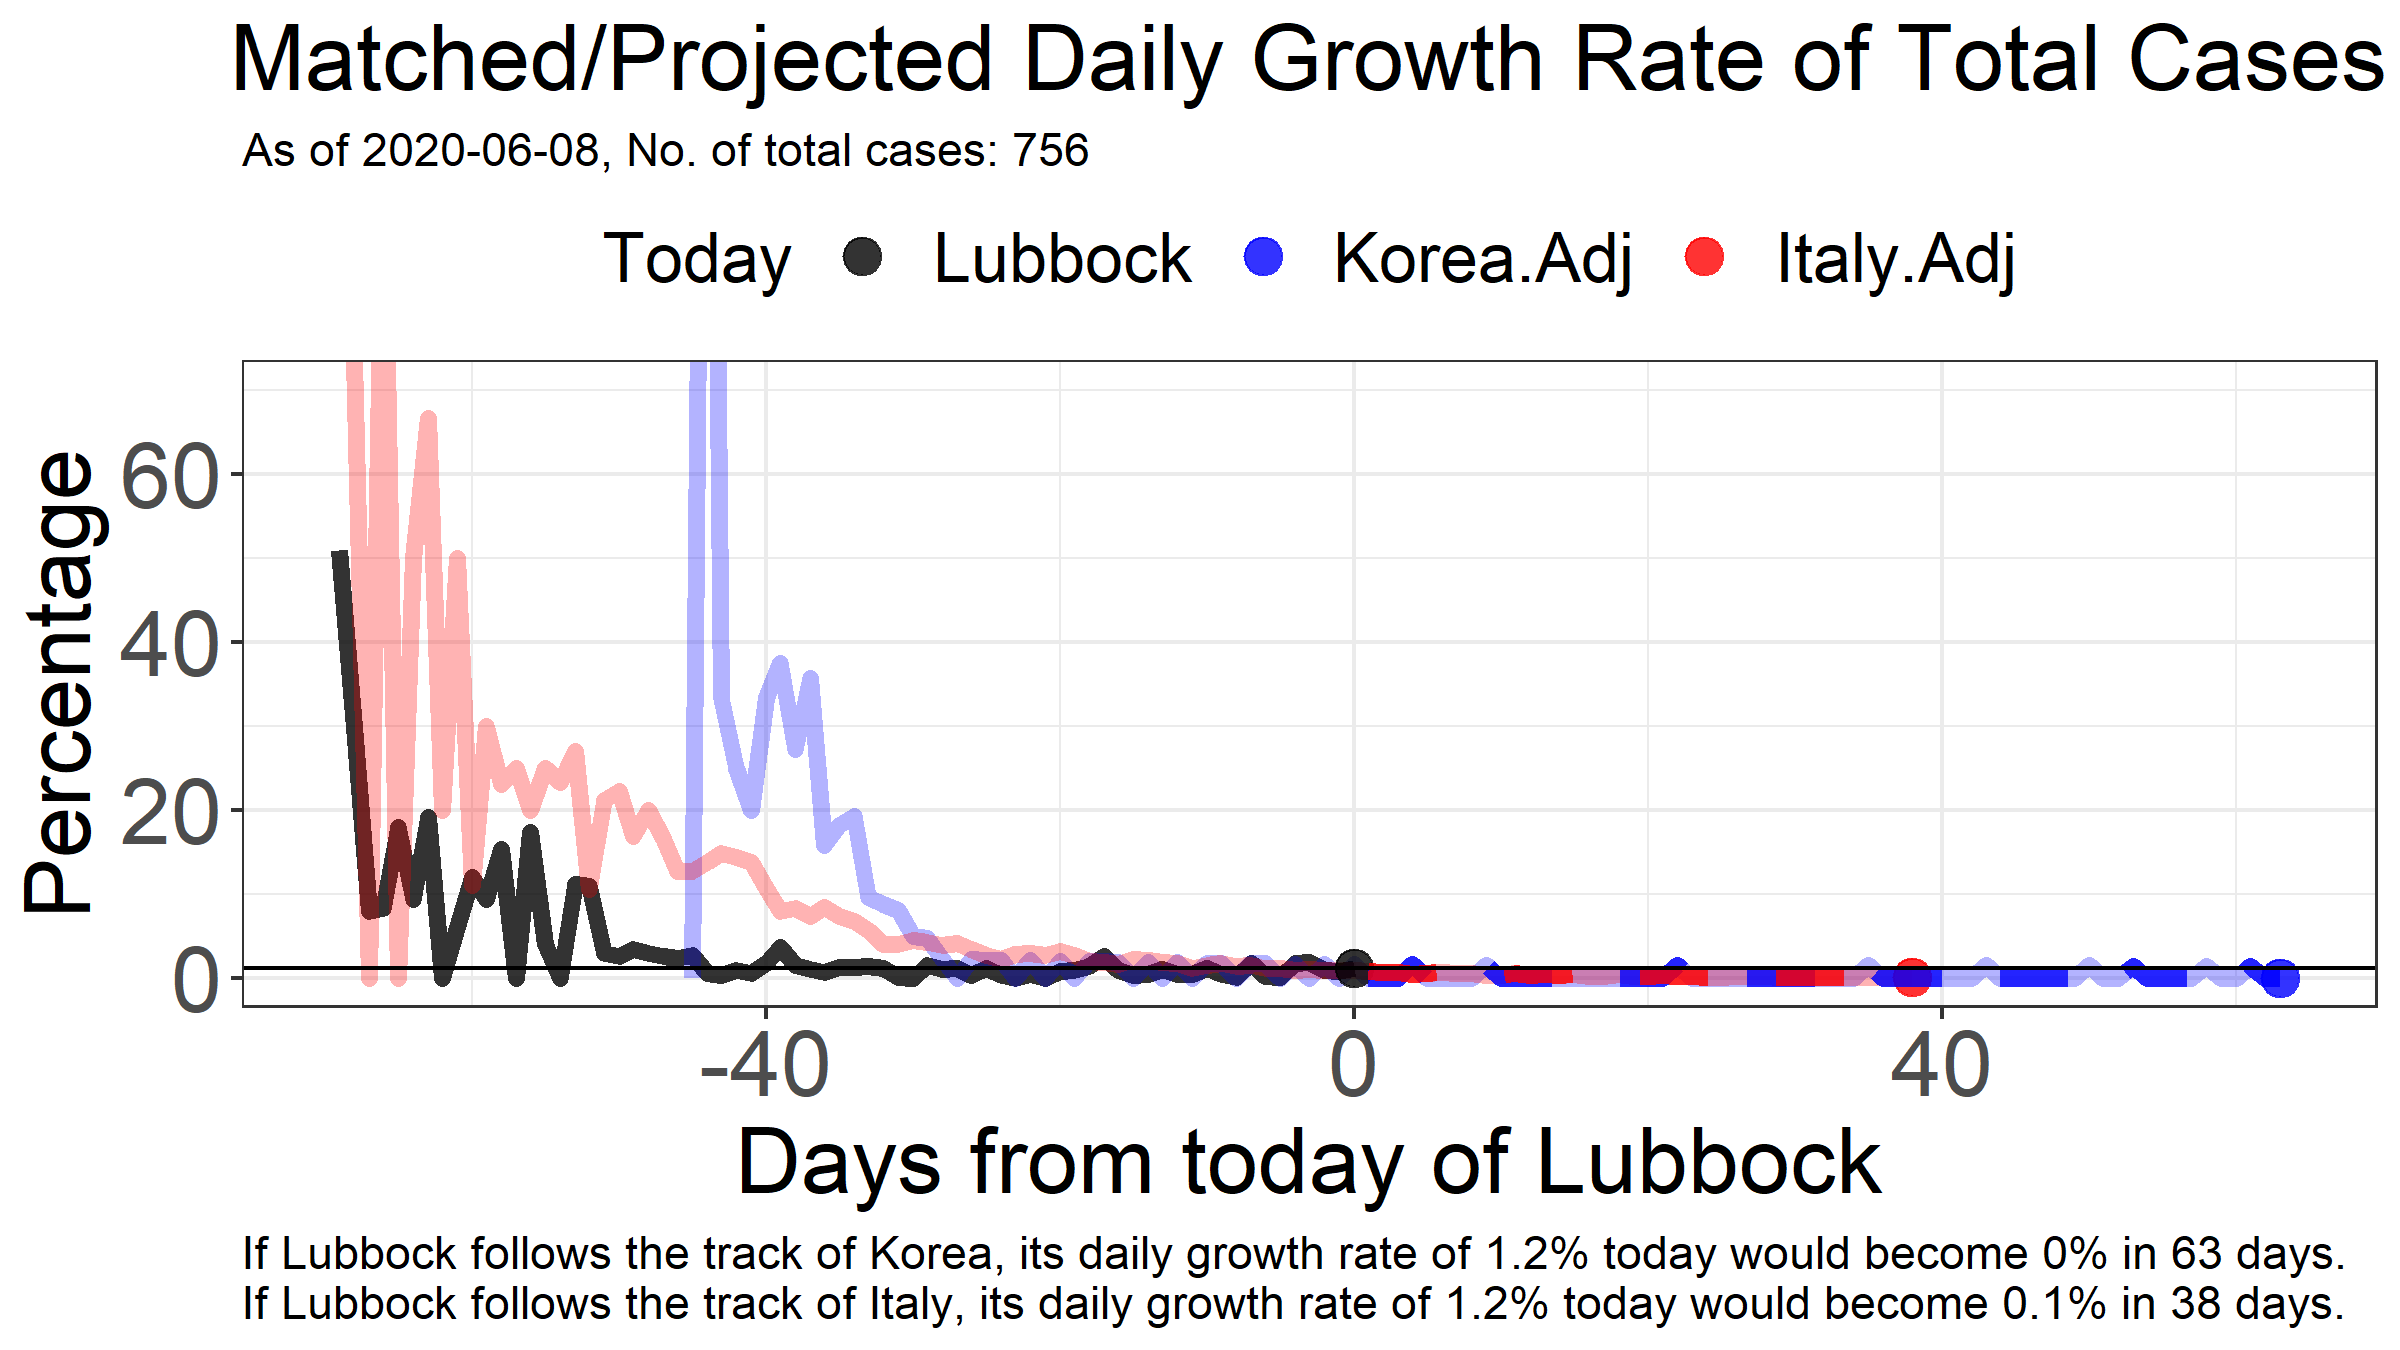 Matched/Projected Daily Growth Rate of Total Cases
As of 2020-06-08, No. of total cases: 756
Today Lubbock Korea.Adj Italy.Adj
Percentage
60
40
20
0
-40 0 40
Days from today of Lubbock
If Lubbock follows the track of Korea, its daily growth rate of 1.2% today would become 0% in 63 days.
If Lubbock follows the track of Italy, its daily growth rate of 1.2% today would become 0.1% in 38 days.